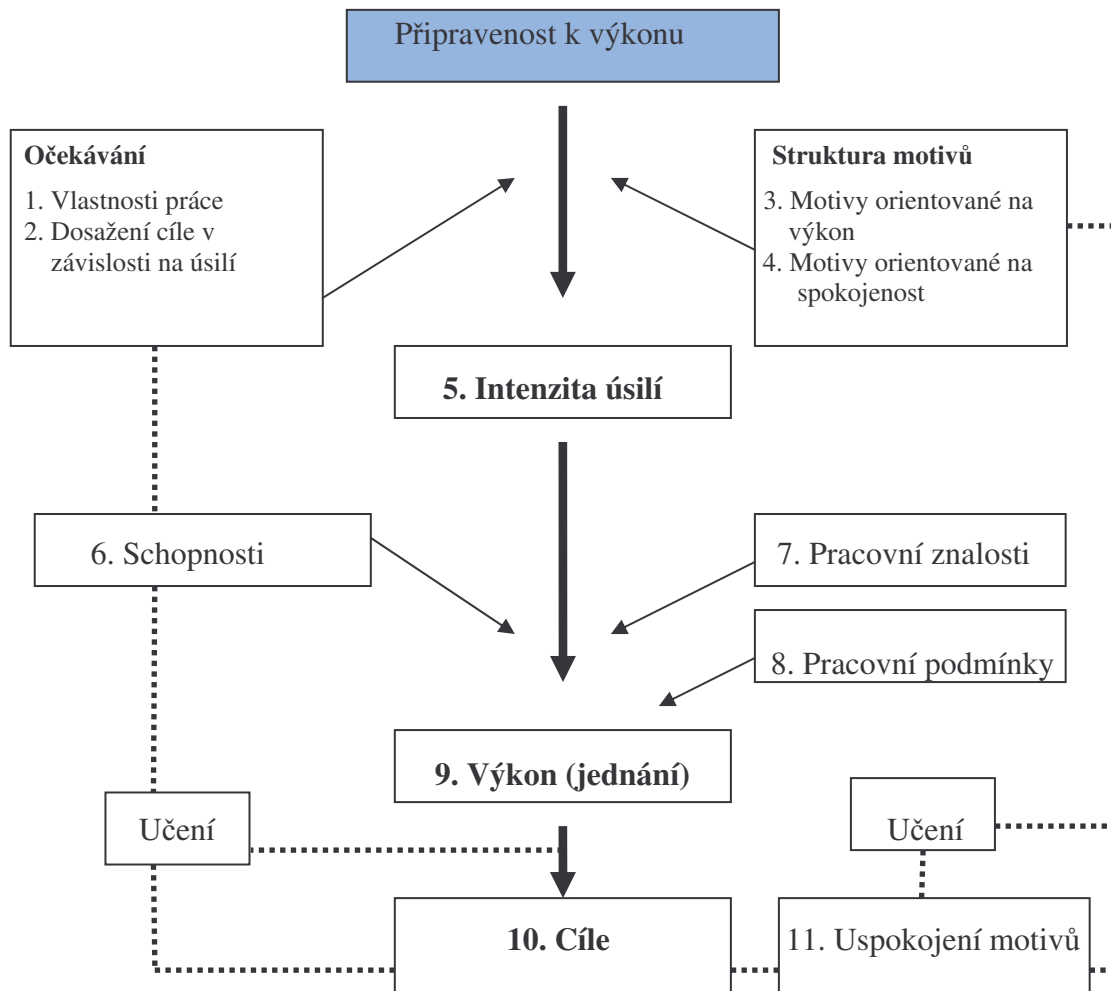 Připravenost k výkonu
Očekávání
1. Vlastnosti práce
2. Dosažení cíle v
závislosti na úsilí
Struktura motivů
3. Motivy orientované na
výkon
4. Motivy orientované na
spokojenost
5. Intenzita úsilí
6. Schopnosti
7. Pracovní znalosti
8. Pracovní podmínky
9. Výkon (jednání)
Učení
Učení
10. Cíle
11. Uspokojení motivů